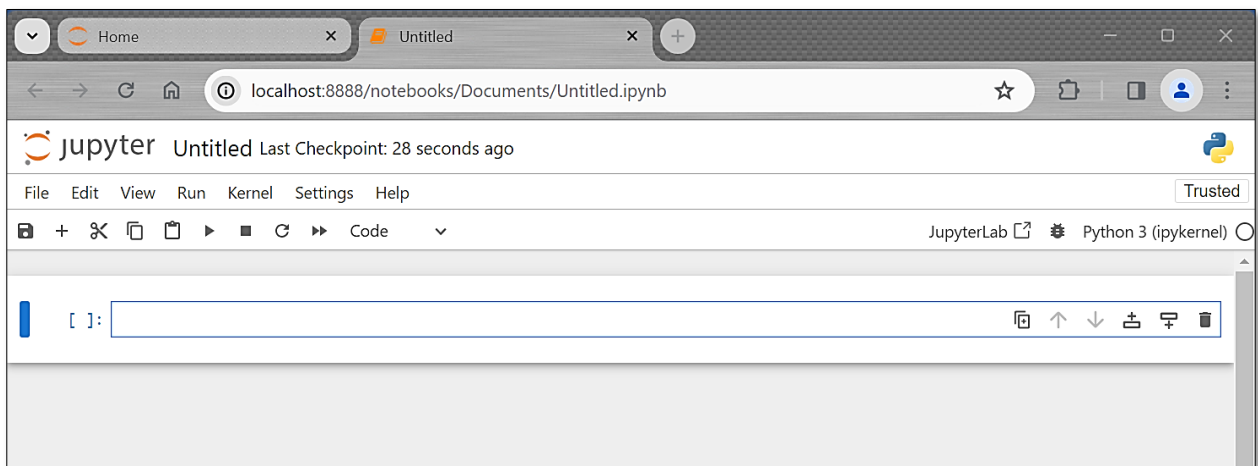 Home
Untitled
localhost:8888/notebooks/Documents/Untitled.ipynb
jupyter Untitled Last Checkpoint: 28 seconds ago
File Edit View Run Kernel Settings Help Trusted
Code JupyterLab Python 3 (ipykernel)
[ ]: